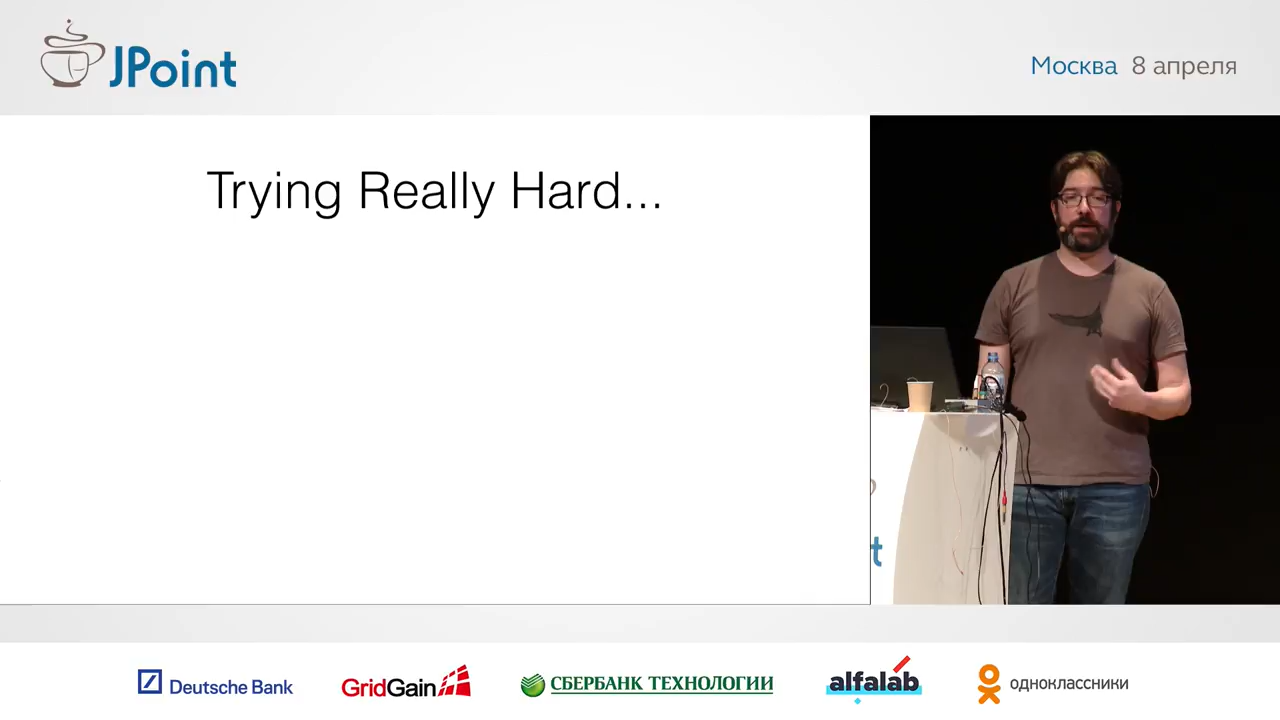 JPoint
Москва 8 апреля
Trying Really Hard...
t
Deutsche Bank
GridGain
СБЕРБАНК ТЕХНОЛОГИИ
alfalab
одноклассники